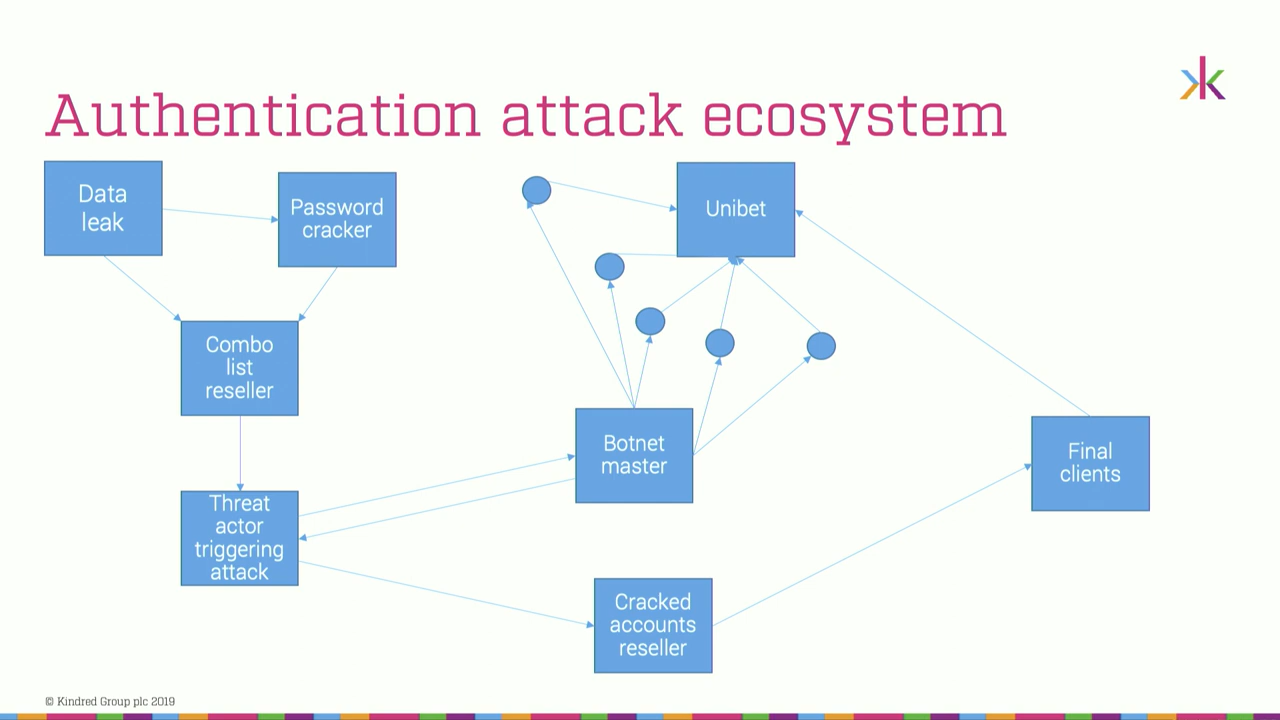 Authentication attack ecosystem
Data
leak
Password
cracker
Unibet
Combo
list
reseller
Botnet
master
Final
clients
Threat
actor
triggering
attack
Cracked
accounts
reseller
© Kindred Group plc 2019